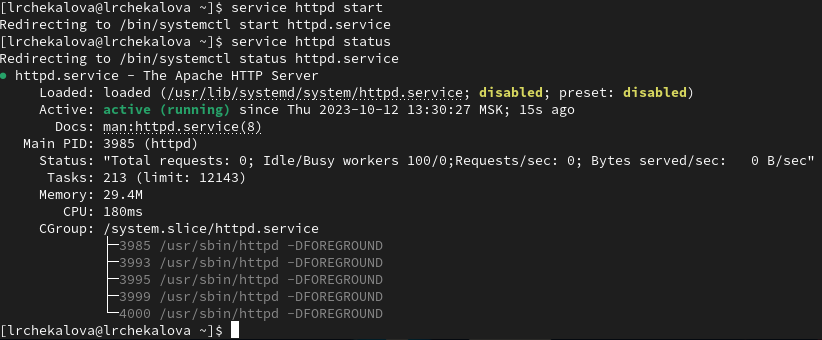 [lrchekalova@lrchekalova ~]$ service httpd start
Redirecting to /bin/systemctl start httpd.service
[lrchekalova@lrchekalova ~]$ service httpd status
Redirecting to /bin/systemctl status httpd.service
● httpd.service - The Apache HTTP Server
     Loaded: loaded (/usr/lib/systemd/system/httpd.service; disabled; preset: disabled)
     Active: active (running) since Thu 2023-10-12 13:30:27 MSK; 15s ago
       Docs: man:httpd.service(8)
   Main PID: 3985 (httpd)
     Status: "Total requests: 0; Idle/Busy workers 100/0;Requests/sec: 0; Bytes served/sec:   0 B/sec"
      Tasks: 213 (limit: 12143)
     Memory: 29.4M
        CPU: 180ms
     CGroup: /system.slice/httpd.service
             ├─3985 /usr/sbin/httpd -DFOREGROUND
             ├─3993 /usr/sbin/httpd -DFOREGROUND
             ├─3995 /usr/sbin/httpd -DFOREGROUND
             ├─3999 /usr/sbin/httpd -DFOREGROUND
             └─4000 /usr/sbin/httpd -DFOREGROUND
[lrchekalova@lrchekalova ~]$